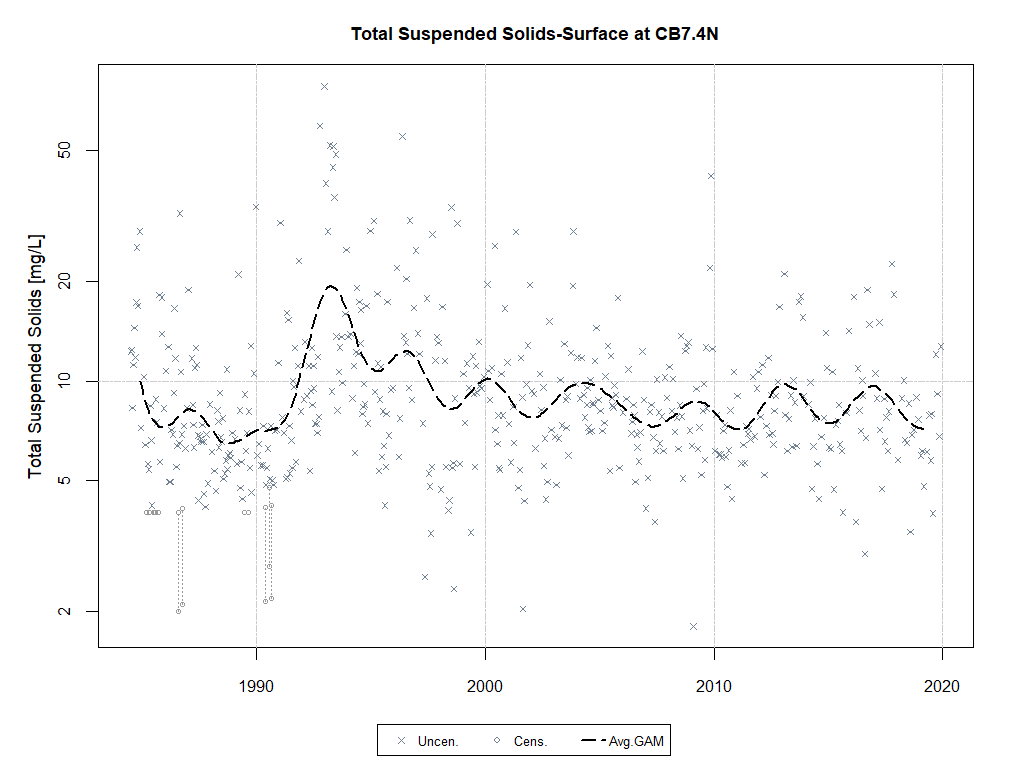 Total Suspended Solids-Surface at CB7.4N
Total Suspended Solids [mg/L]
50
20
10
5
2
1990 2000 2010 2020
Uncen. Cens. Avg.GAM